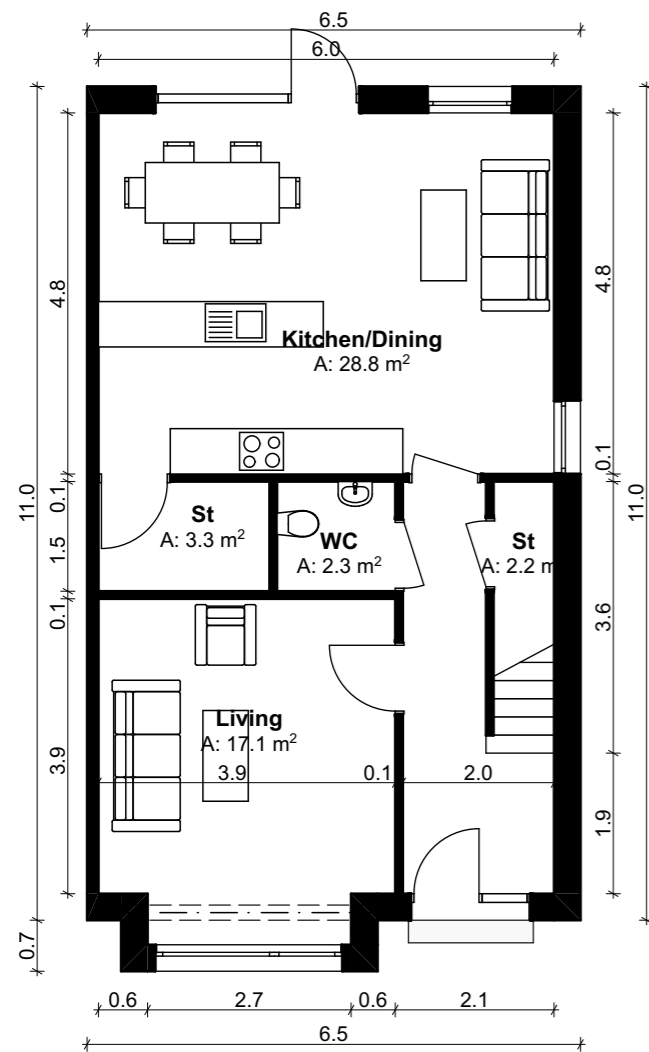 6.5
6.0
4.8
4.8
Kitchen/Dining
A: 28.8 m²
11.0
0.1
0.1
11.0
St
A: 3.3 m²
WC
A: 2.3 m²
St
A: 2.2 m
1.5
0.1
3.6
Living
A: 17.1 m²
3.9
3.9
0.1
2.0
1.9
0.7
0.6
2.7
0.6
2.1
6.5